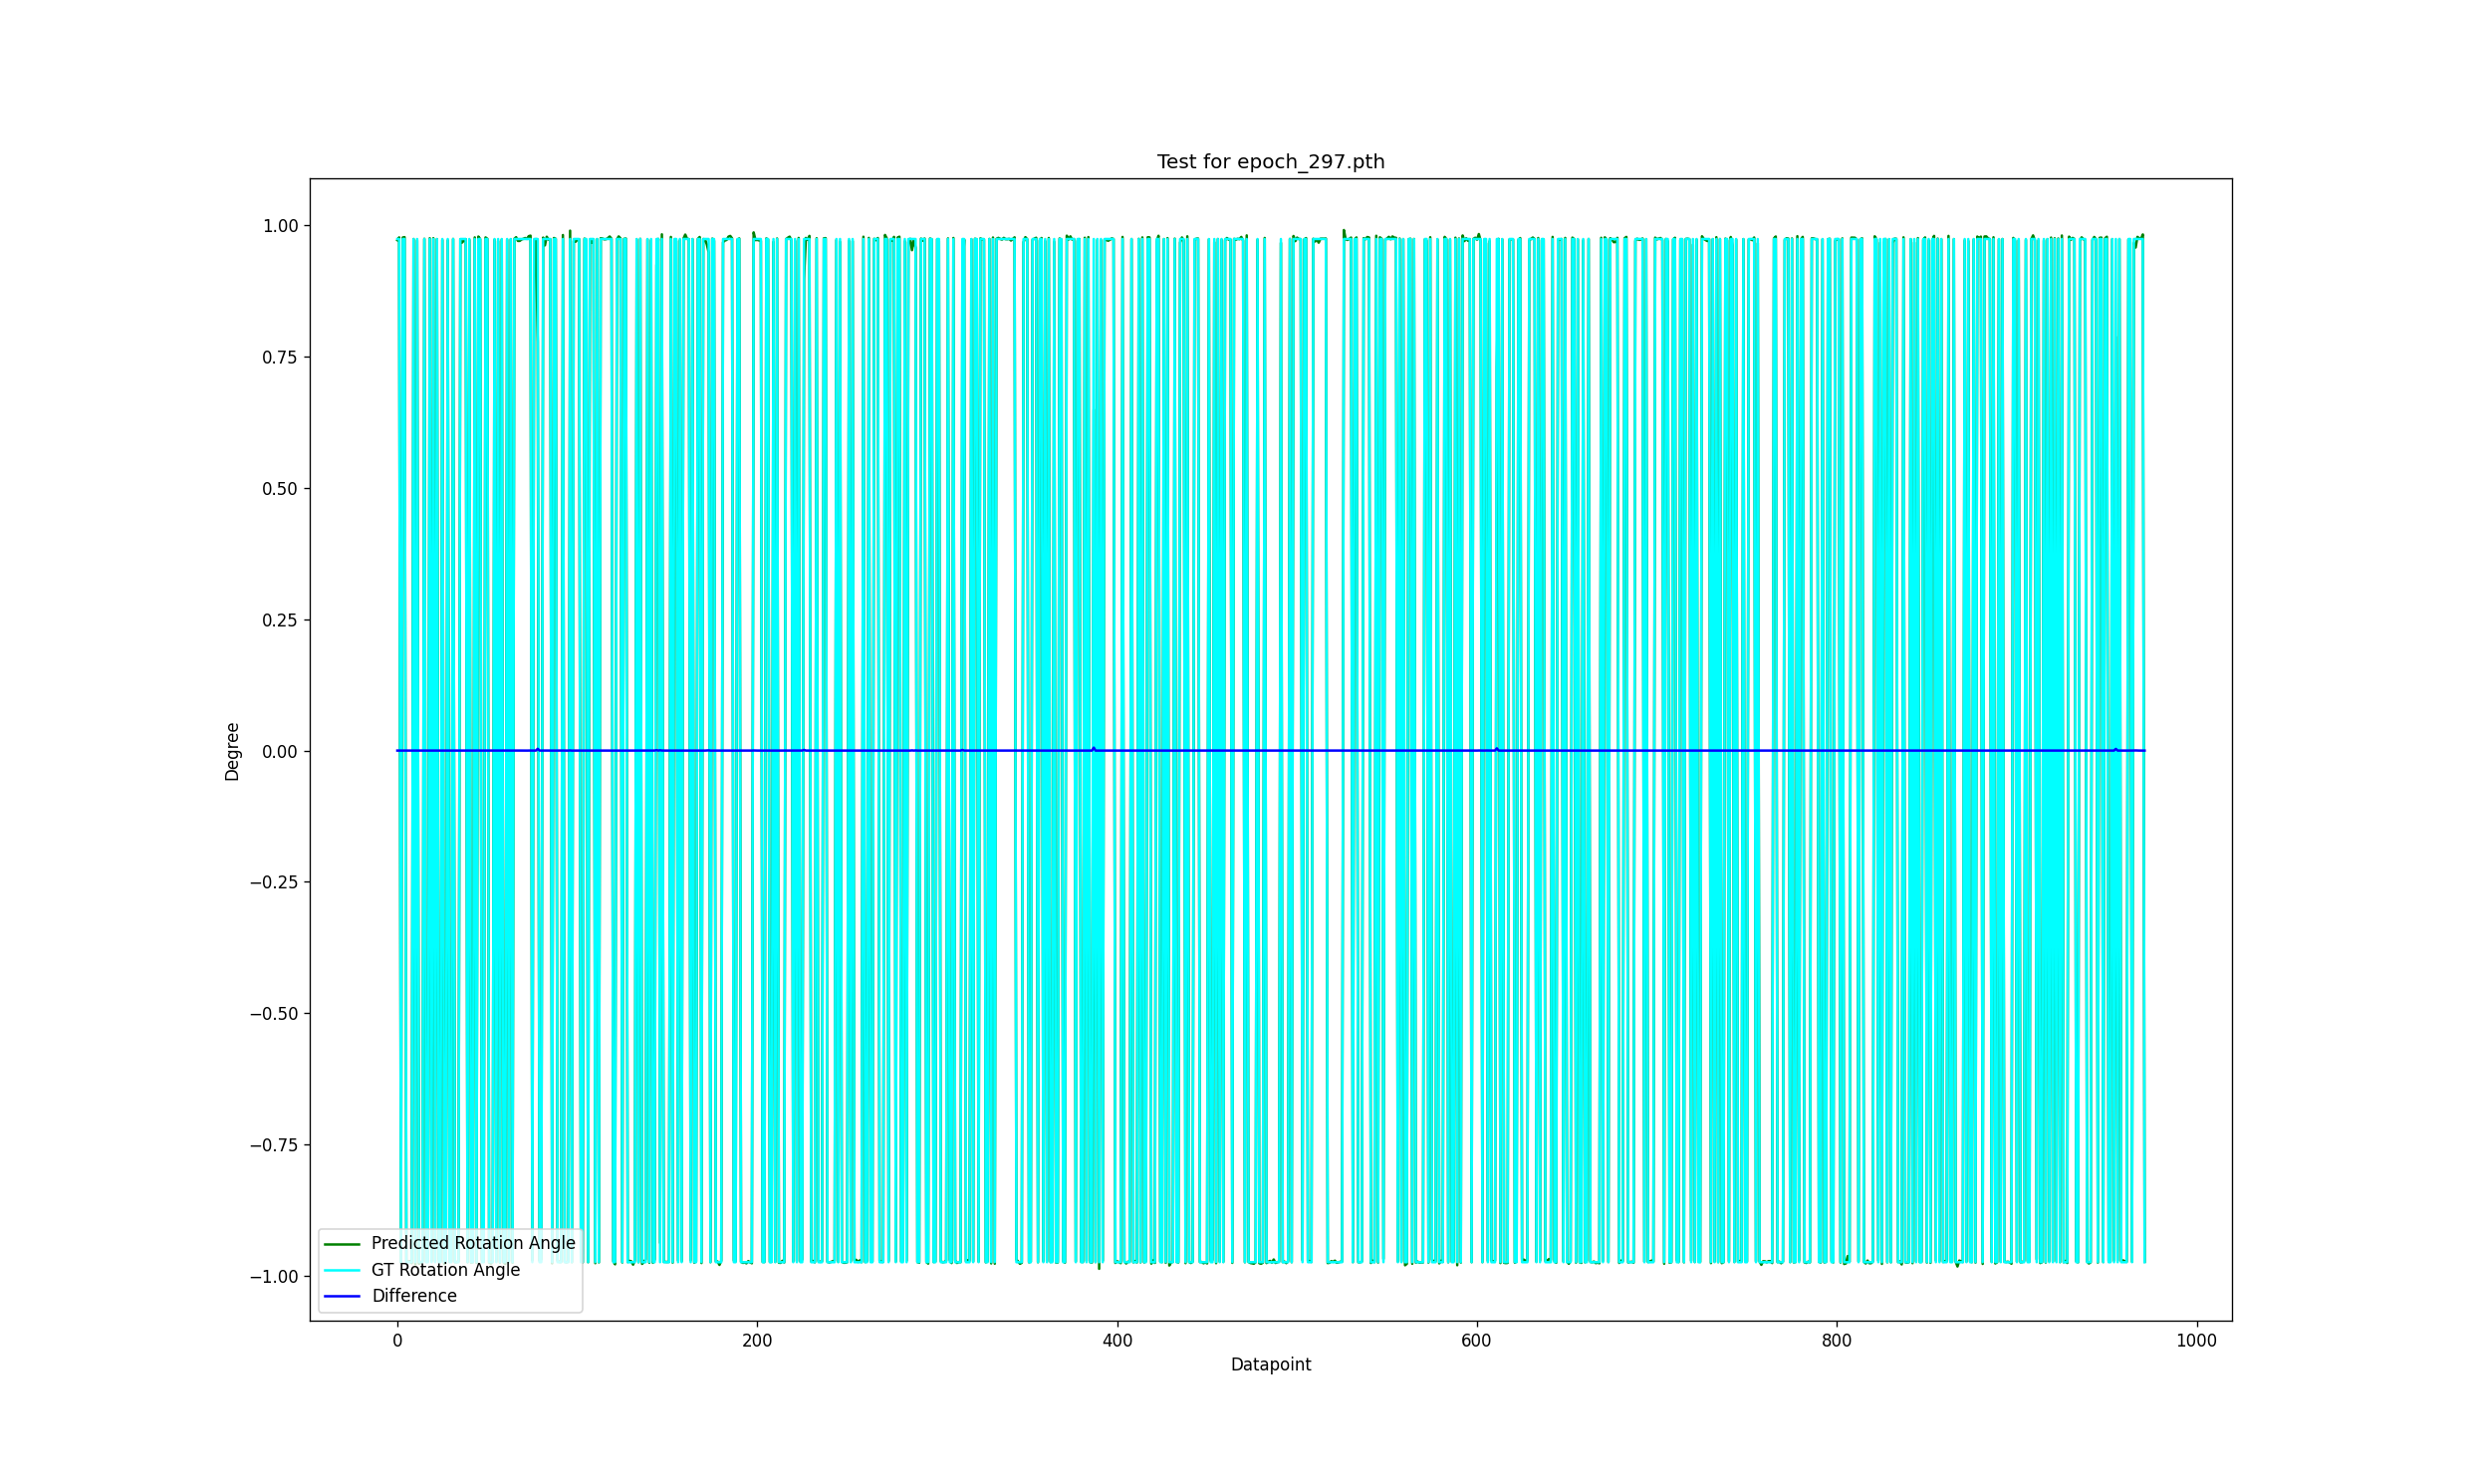 Test for epoch_297.pth
1.00
0.75
0.50
0.25
0.00
−0.25
−0.50
−0.75
−1.00
Degree
Predicted Rotation Angle
GT Rotation Angle
Difference
0 200 400 600 800 1000
Datapoint